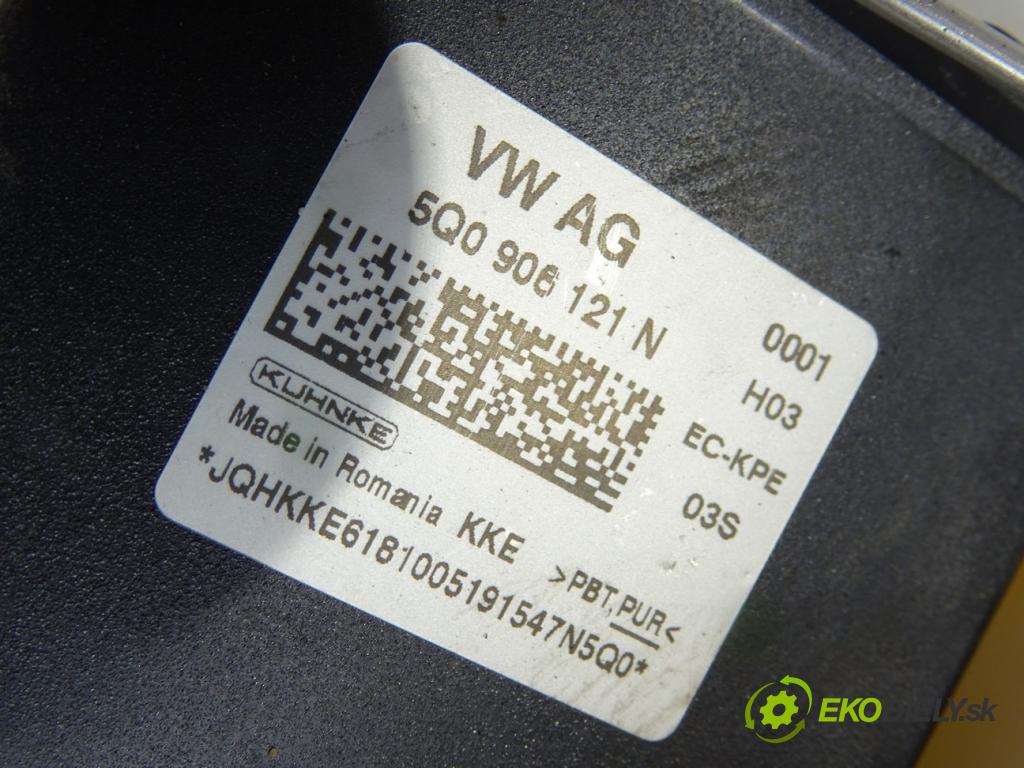 VW AG
5Q0 906 121 N
0001
H03
EC-KPE
03S
KUHNKE
Made in Romania KKE
>PBT,PUR<
*JQHKKE6181005191547N5Q0*
EKODIELY.sk